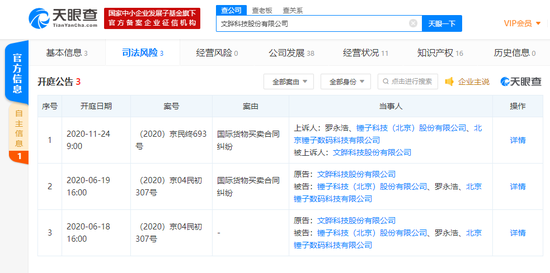 天眼查
TianYanCha.com
国家中小企业发展子基金旗下
官方备案企业征信机构
查公司 查老板 查关系
文晔科技股份有限公司
天眼一下
VIP会员
官方信息
自主信息
1
基本信息 3
司法风险 3
经营风险 0
公司发展 38
经营状况 11
知识产权 16
历史信息 0
开庭公告 3
全部案由
全部身份
点击进行搜索
企业主说
天眼查
序号 开庭日期 案号 案由 当事人 操作
1
2020-11-24
9:00
（2020）京民终693
号
国际货物买卖合同
纠纷
上诉人：罗永浩、锤子科技（北京）股份有限公司、北
京锤子数码科技有限公司
被上诉人：文晔科技股份有限公司
详情
2
2020-06-19
16:00
（2020）京04民初
307号
国际货物买卖合同
纠纷
原告：文晔科技股份有限公司
被告：锤子科技（北京）股份有限公司、罗永浩、北京
锤子数码科技有限公司
详情
3
2020-06-18
16:00
（2020）京04民初
307号
-
原告：文晔科技股份有限公司
被告：锤子科技（北京）股份有限公司、罗永浩、北京
锤子数码科技有限公司
详情